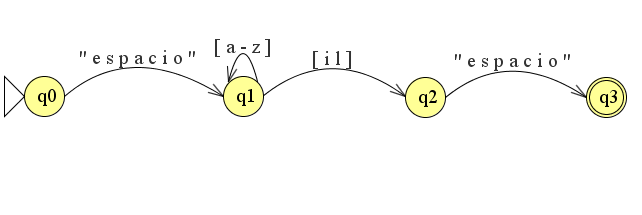 "espacio"
[a-z]
[il]
"espacio"
q0
q1
q2
q3